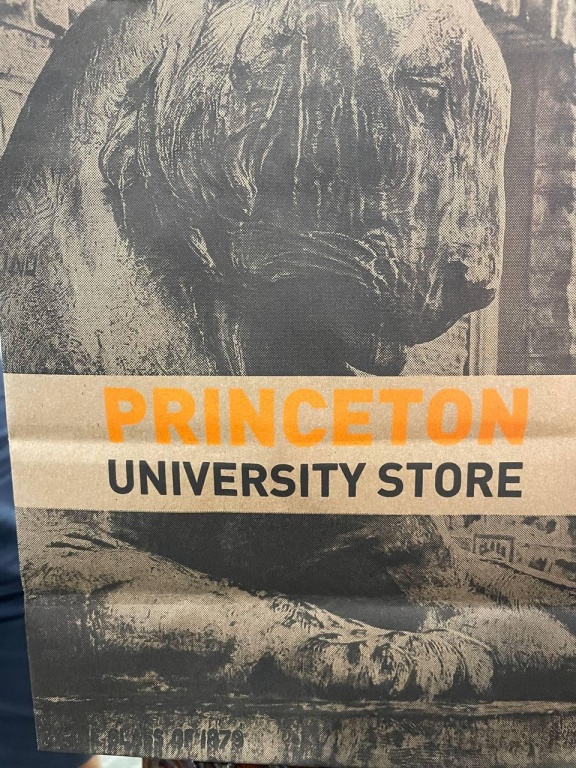 PRINCETON
UNIVERSITY STORE
CLASS OF 1879